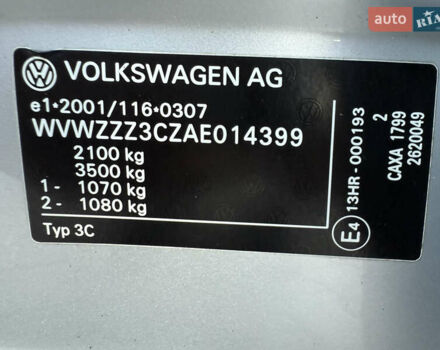 auto RIA
VOLKSWAGEN AG
e1*2001/116*0307
WVWZZZ3CZAE014399
2100 kg
3500 kg
1 - 1070 kg
2 - 1080 kg
Typ 3C
E4 13HR-000193
2
CAXA 1799
2620049